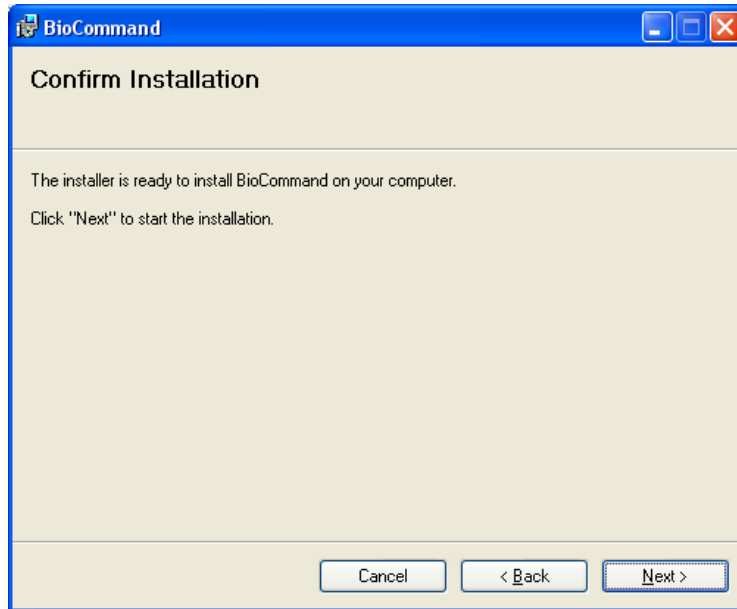 BioCommand
Confirm Installation
The installer is ready to install BioCommand on your computer.
Click "Next" to start the installation.
Cancel
< Back
Next >